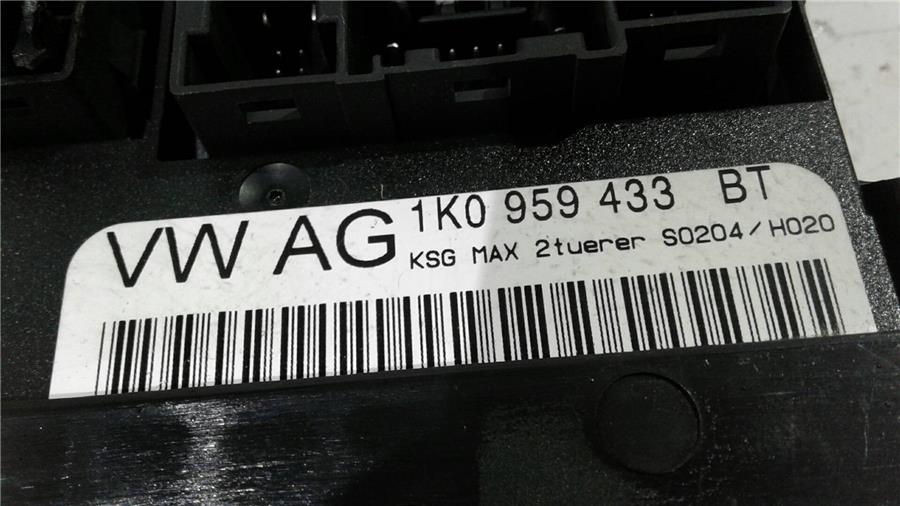 VW AG 1K0 959 433 BT
KSG MAX 2tuerer S0204/H020